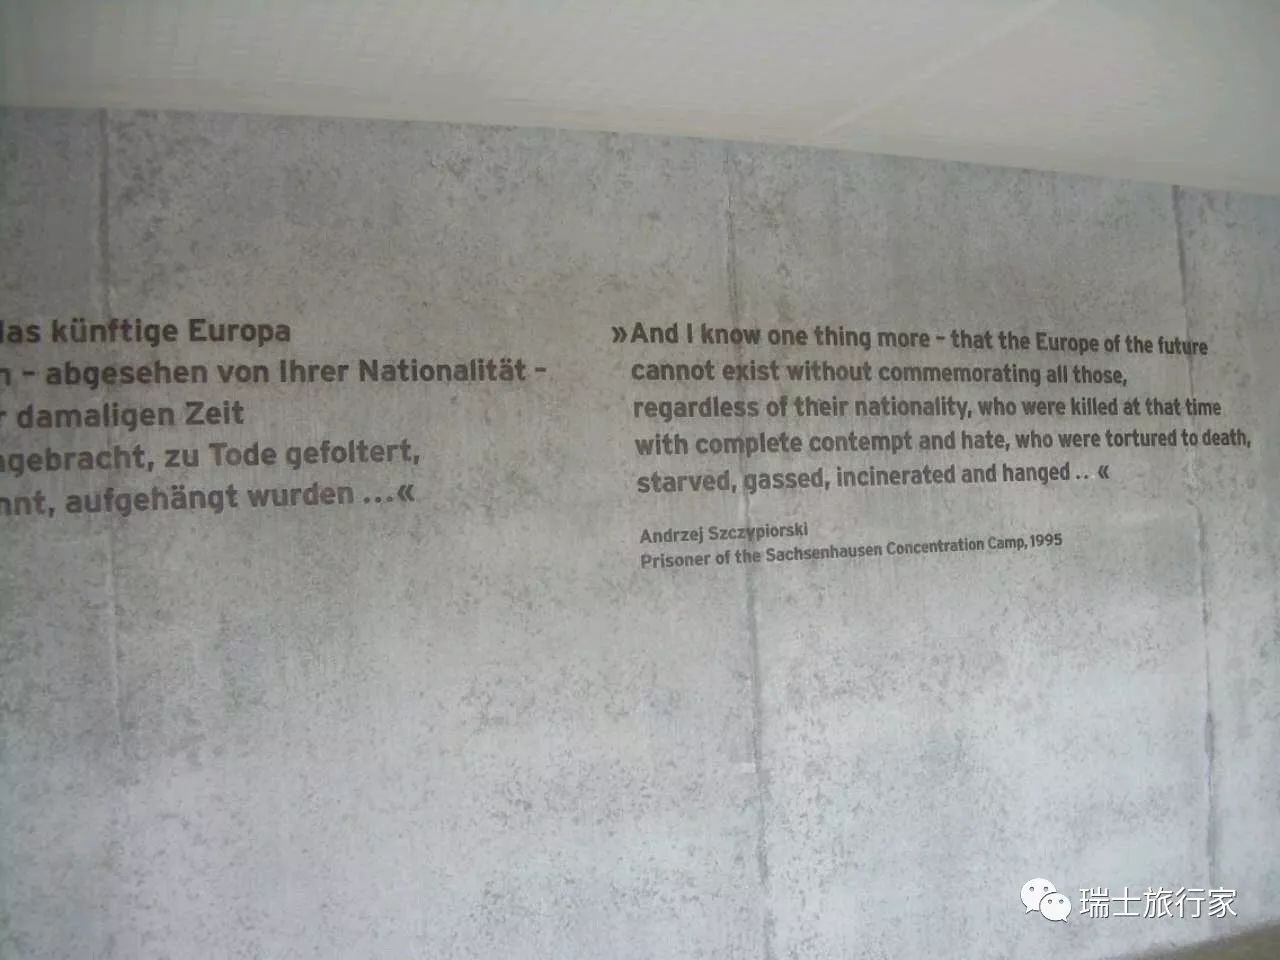 künftige Europa
– abgesehen von Ihrer Nationalität –
damaligen Zeit
zu Tode gefoltert,
aufgehängt wurden ...«
»And I know one thing more – that the Europe of the future
cannot exist without commemorating all those,
regardless of their nationality, who were killed at that time
with complete contempt and hate, who were tortured to death,
starved, gassed, incinerated and hanged .. «
Andrzej Szczypiorski
Prisoner of the Sachsenhausen Concentration Camp, 1995
瑞士旅行家